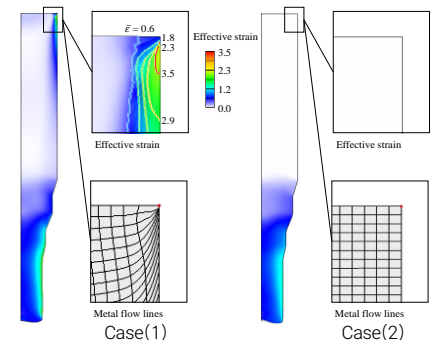 ε̄ = 0.6
1.8
2.3
3.5
2.9
Effective strain
3.5
2.3
1.2
0.0
Effective strain
Metal flow lines
Case(1)
Effective strain
Metal flow lines
Case(2)